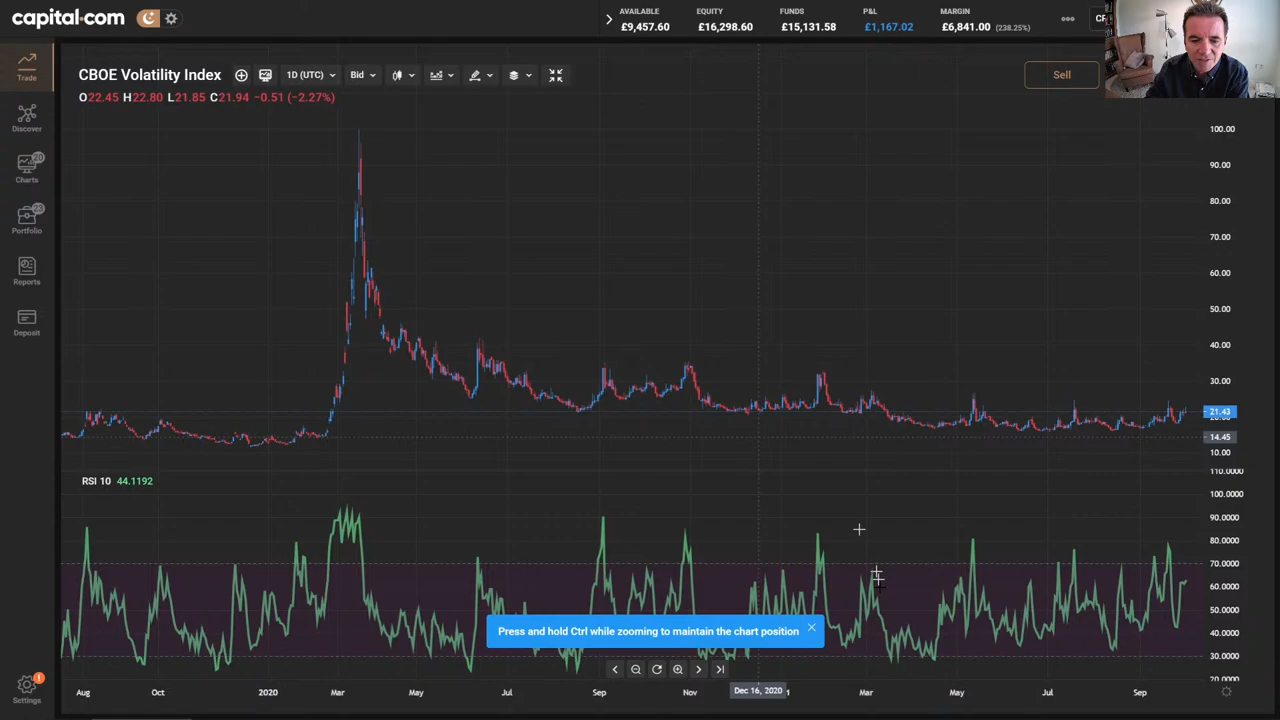 capital.com
AVAILABLE EQUITY FUNDS P&L MARGIN
£9,457.60 £16,298.60 £15,131.58 £1,167.02 £6,841.00 (238.25%)
Trade
Discover
20
Charts
23
Portfolio
Reports
Deposit
Settings
CBOE Volatility Index 1D (UTC) Bid Sell
O22.45 H22.80 L21.85 C21.94 −0.51 (−2.27%)
100.00
90.00
80.00
70.00
60.00
50.00
40.00
30.00
21.43
14.45
10.00
110.0000
RSI 10 44.1192
100.0000
90.0000
80.0000
70.0000
60.0000
50.0000
40.0000
30.0000
Press and hold Ctrl while zooming to maintain the chart position
Aug Oct 2020 Mar May Jul Sep Nov Dec 16, 2020 Mar May Jul Sep